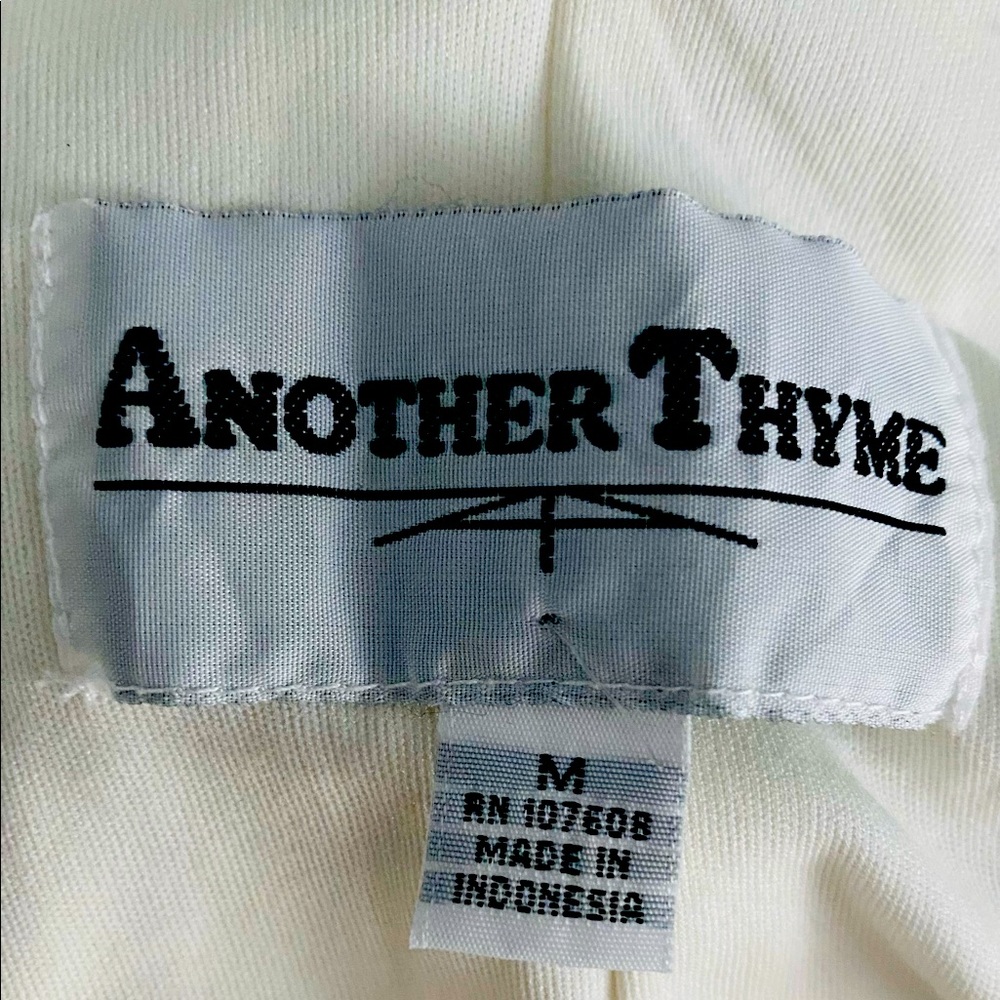 ANOTHER THYME
M
RN 107608
MADE IN
INDONESIA